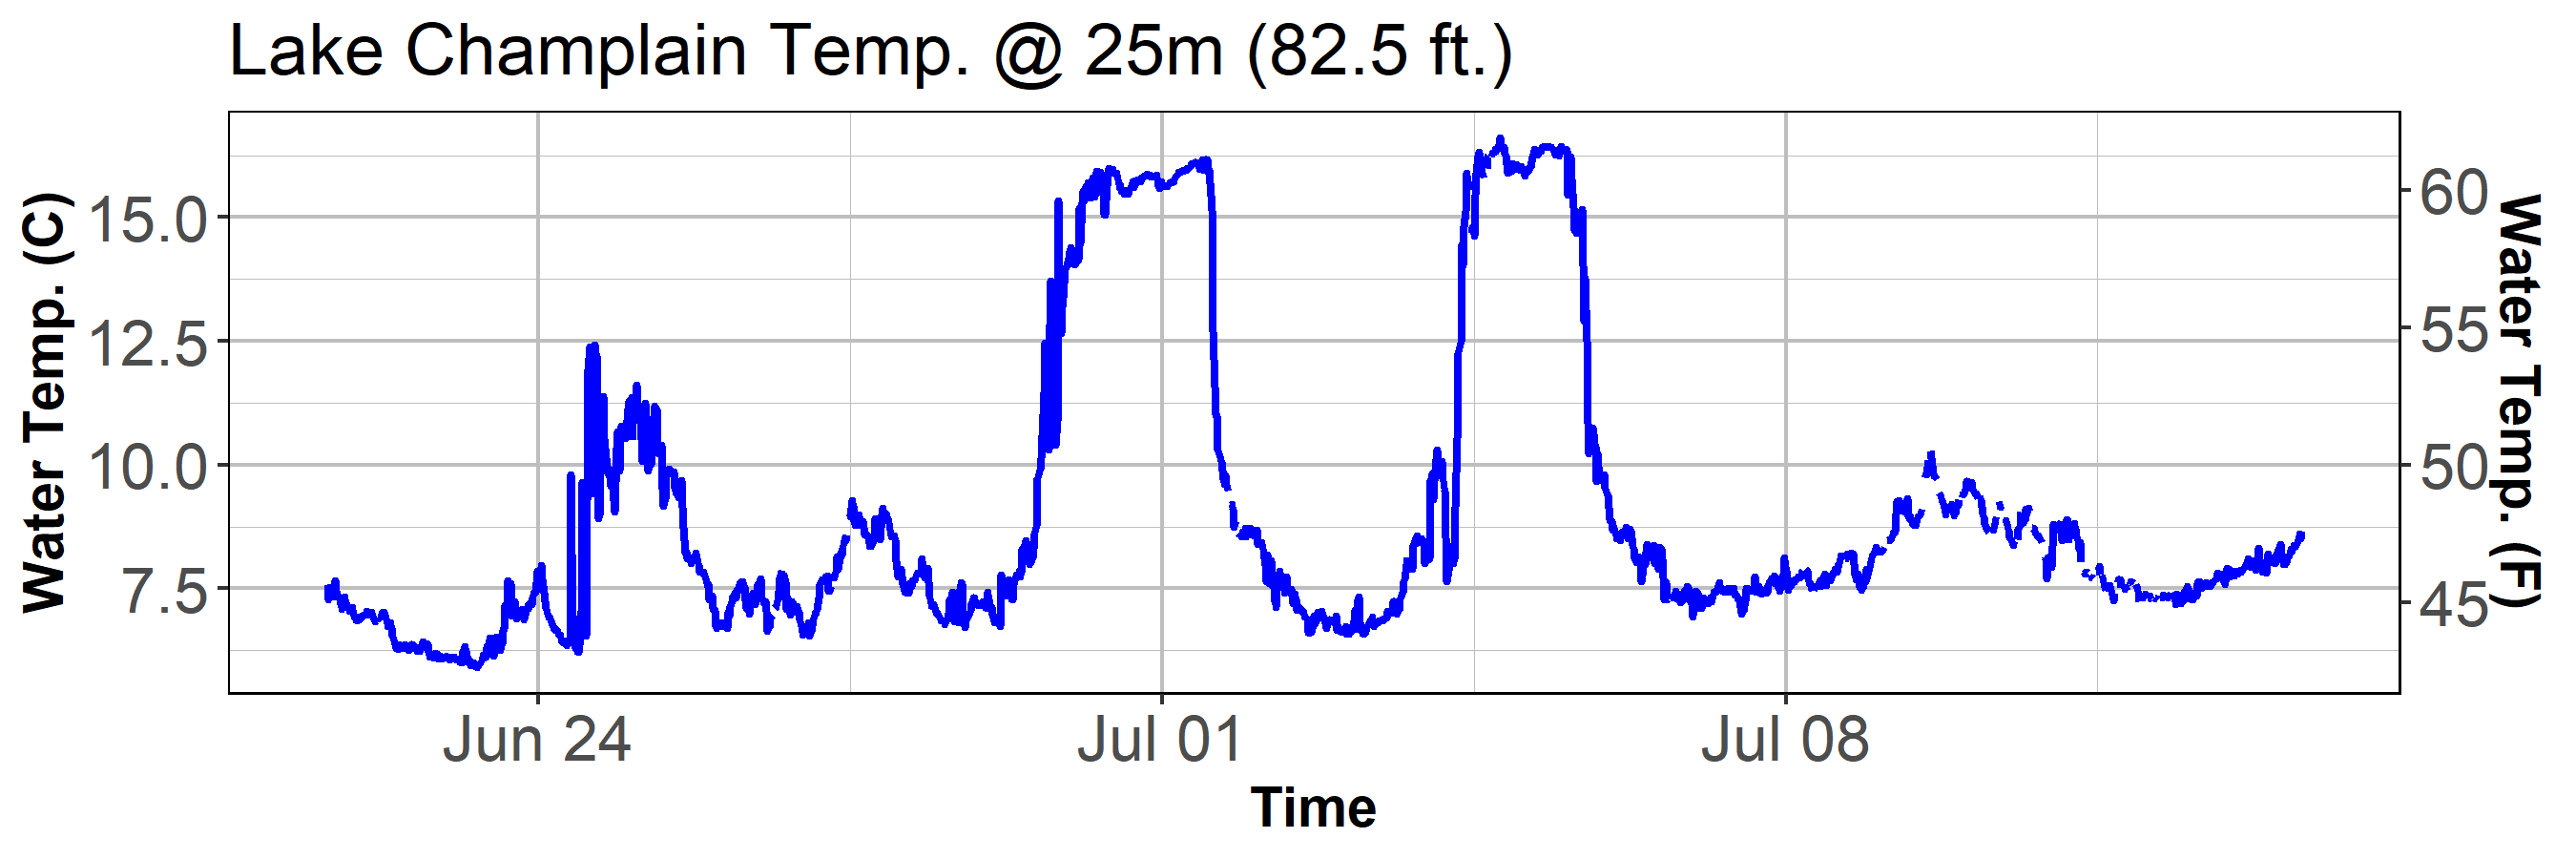 Lake Champlain Temp. @ 25m (82.5 ft.)
Water Temp. (C)
15.0
12.5
10.0
7.5
60
55
50
45
Water Temp. (F)
Jun 24
Jul 01
Jul 08
Time